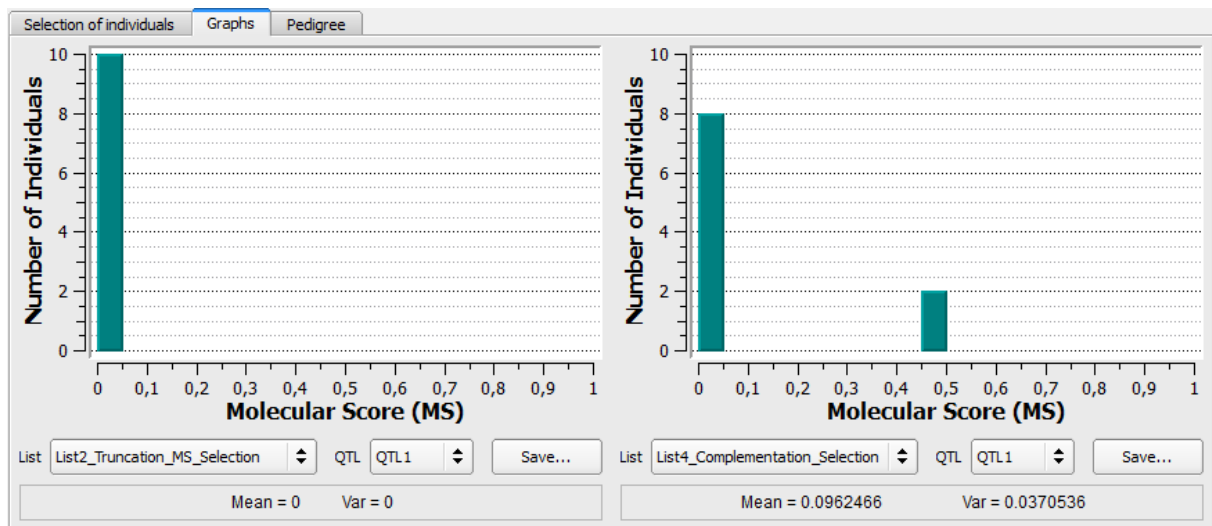 Selection of individuals Graphs Pedigree
Number of Individuals
10
8
6
4
2
0
0 0,1 0,2 0,3 0,4 0,5 0,6 0,7 0,8 0,9 1
Molecular Score (MS)
List List2_Truncation_MS_Selection QTL QTL1 Save...
Mean = 0 Var = 0
Number of Individuals
10
8
6
4
2
0
0 0,1 0,2 0,3 0,4 0,5 0,6 0,7 0,8 0,9 1
Molecular Score (MS)
List List4_Complementation_Selection QTL QTL1 Save...
Mean = 0.0962466 Var = 0.0370536